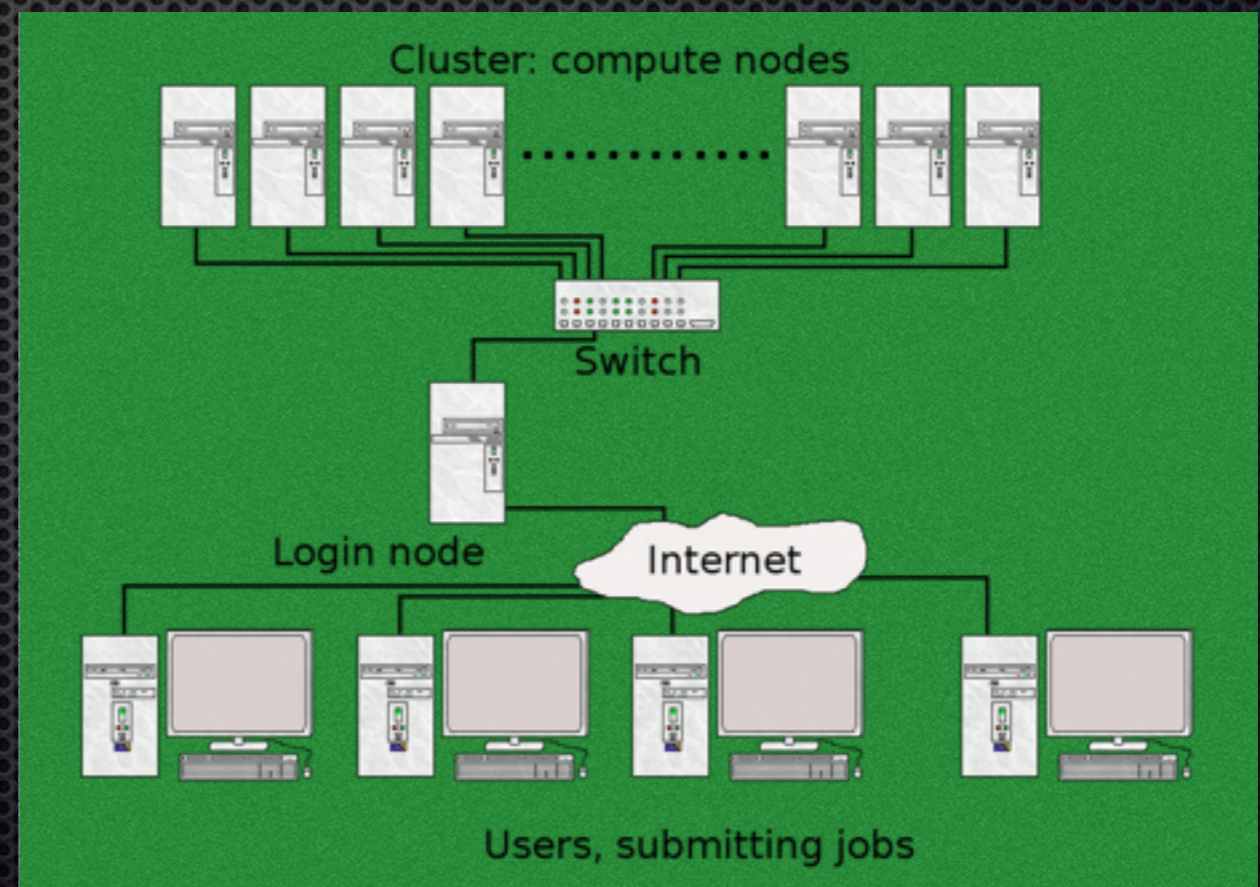 Cluster: compute nodes
Switch
Login node
Internet
Users, submitting jobs